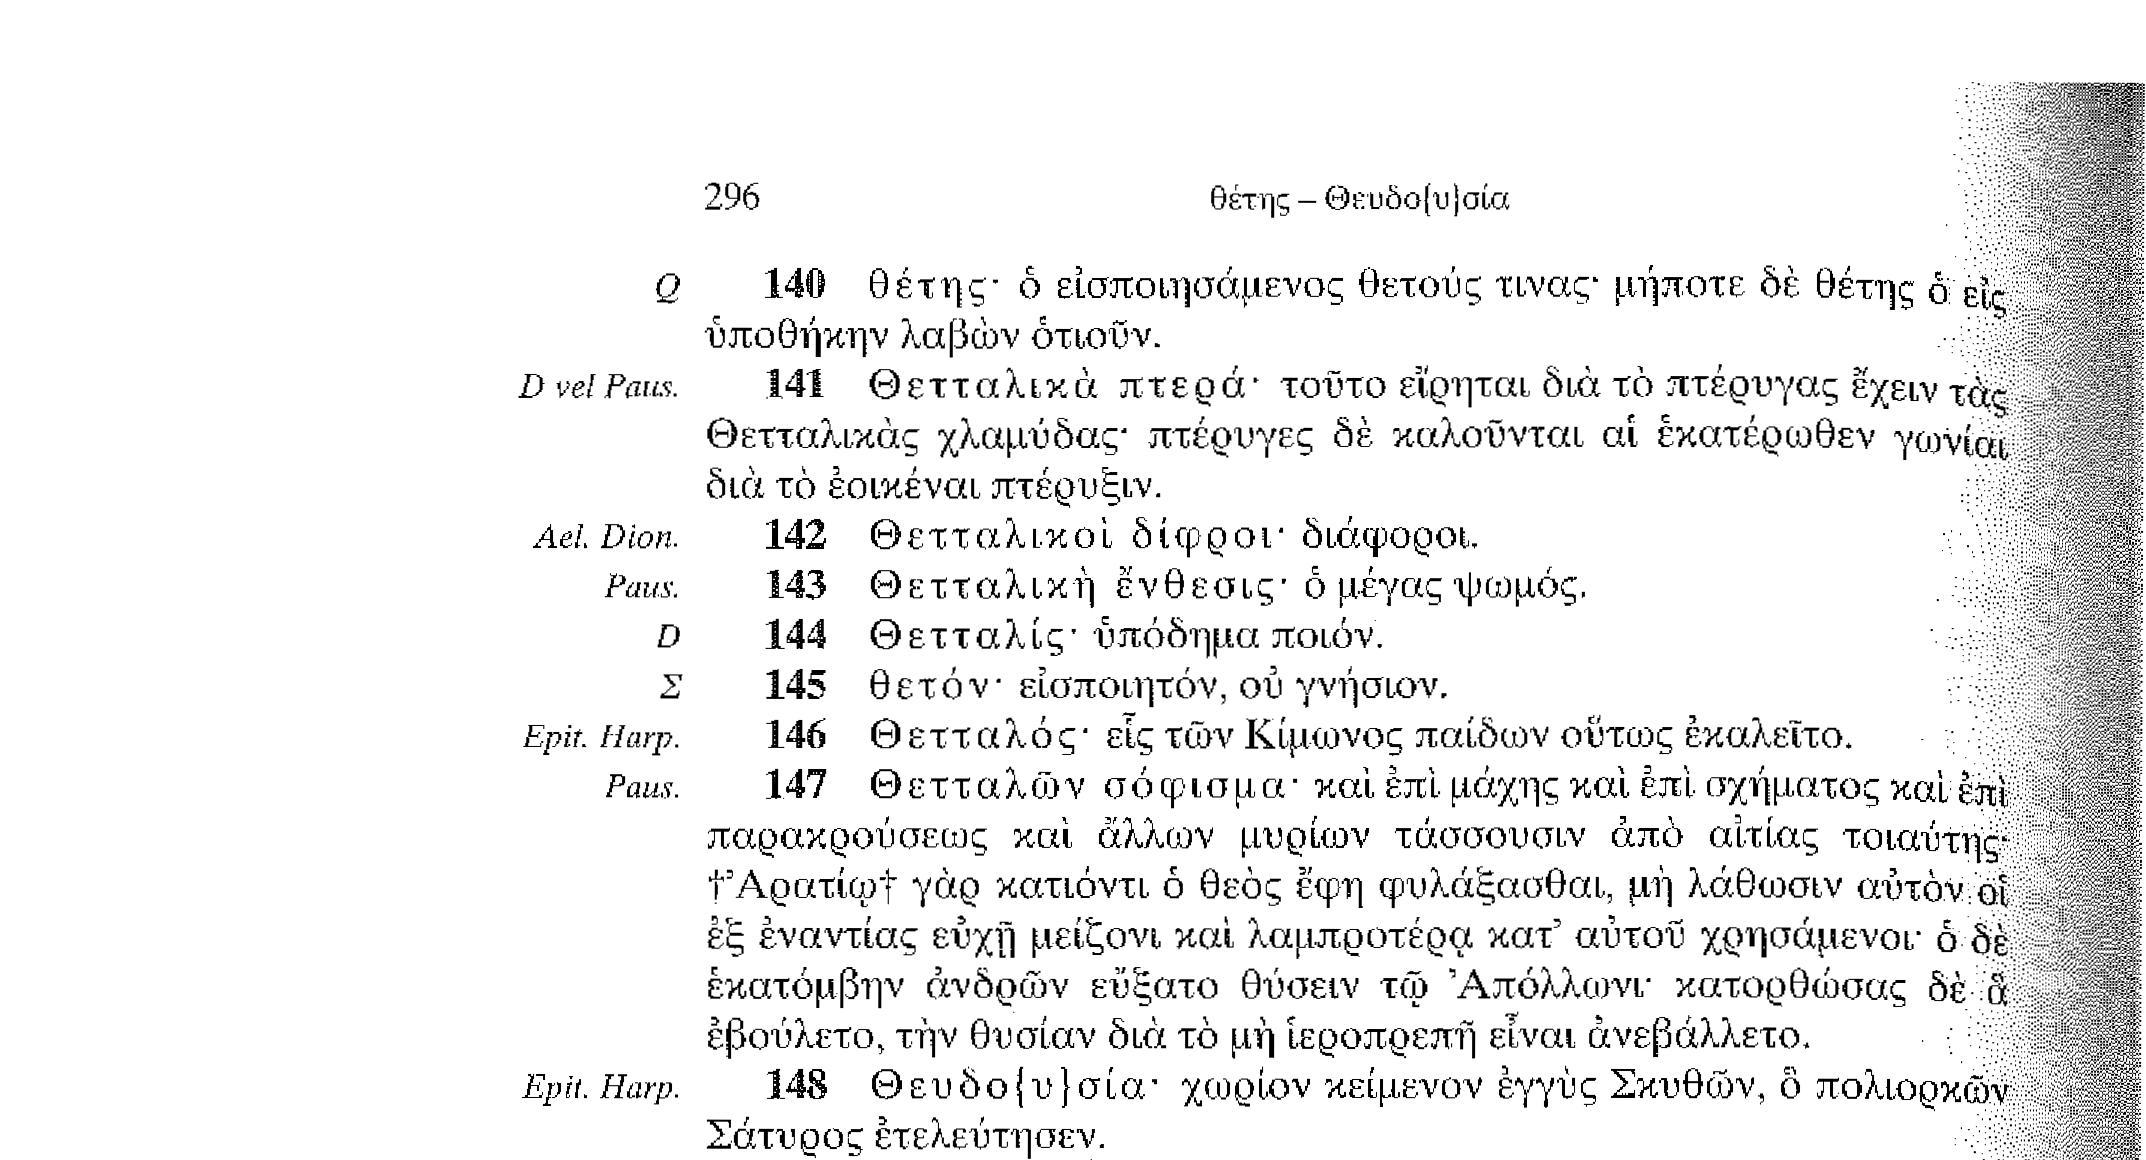 296 θέτης – Θευδο{υ}σία
Q 140 θέτης· ὁ εἰσποιησάμενος θετούς τινας· μήποτε δὲ θέτης ὁ εἰς
ὑποθήκην λαβὼν ὁτιοῦν.
D vel Paus. 141 Θετταλικὰ πτερά· τοῦτο εἴρηται διὰ τὸ πτέρυγας ἔχειν τὰς
Θετταλικὰς χλαμύδας· πτέρυγες δὲ καλοῦνται αἱ ἑκατέρωθεν γωνίαι
διὰ τὸ ἐοικέναι πτέρυξιν.
Ael. Dion. 142 Θετταλικοὶ δίφροι· διάφοροι.
Paus. 143 Θετταλικὴ ἔνθεσις· ὁ μέγας ψωμός.
D 144 Θετταλίς· ὑπόδημα ποιόν.
Σ 145 θετόν· εἰσποιητόν, οὐ γνήσιον.
Epit. Harp. 146 Θετταλός· εἷς τῶν Κίμωνος παίδων οὕτως ἐκαλεῖτο.
Paus. 147 Θετταλῶν σόφισμα· καὶ ἐπὶ μάχης καὶ ἐπὶ σχήματος καὶ ἐπὶ
παρακρούσεως καὶ ἄλλων μυρίων τάσσουσιν ἀπὸ αἰτίας τοιαύτης·
†Ἀρατίῳ† γὰρ κατιόντι ὁ θεὸς ἔφη φυλάξασθαι, μὴ λάθωσιν αὐτὸν οἱ
ἐξ ἐναντίας εὐχῇ μείζονι καὶ λαμπροτέρᾳ κατ’ αὐτοῦ χρησάμενοι· ὁ δὲ
ἑκατόμβην ἀνδρῶν εὔξατο θύσειν τῷ Ἀπόλλωνι· κατορθώσας δὲ ἃ
ἐβούλετο, τὴν θυσίαν διὰ τὸ μὴ ἱεροπρεπῆ εἶναι ἀνεβάλλετο.
Epit. Harp. 148 Θευδο{υ}σία· χωρίον κείμενον ἐγγὺς Σκυθῶν, ὃ πολιορκῶν
Σάτυρος ἐτελεύτησεν.